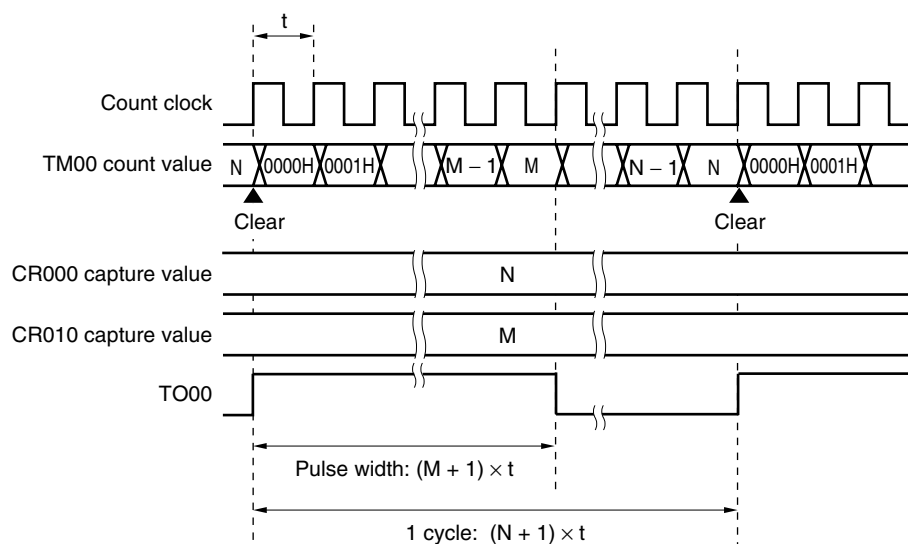 t
Count clock
TM00 count value
N 0000H 0001H M – 1 M N – 1 N 0000H 0001H
Clear Clear
CR000 capture value N
CR010 capture value M
TO00
Pulse width: (M + 1) × t
1 cycle: (N + 1) × t